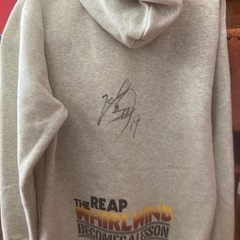 THE REAP
WHIRLWIND
BECOMES A LESSON